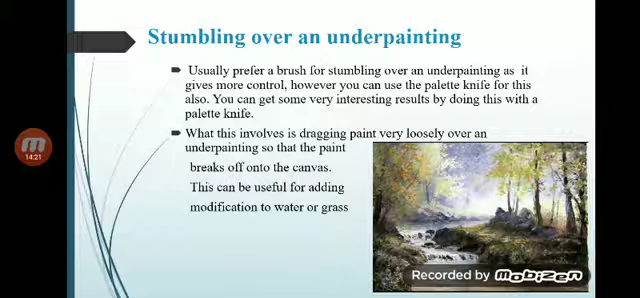 Stumbling over an underpainting
Usually prefer a brush for stumbling over an underpainting as it
gives more control, however you can use the palette knife for this
also. You can get some very interesting results by doing this with a
palette knife.
What this involves is dragging paint very loosely over an
underpainting so that the paint
breaks off onto the canvas.
This can be useful for adding
modification to water or grass
14:21
Recorded by mobizen